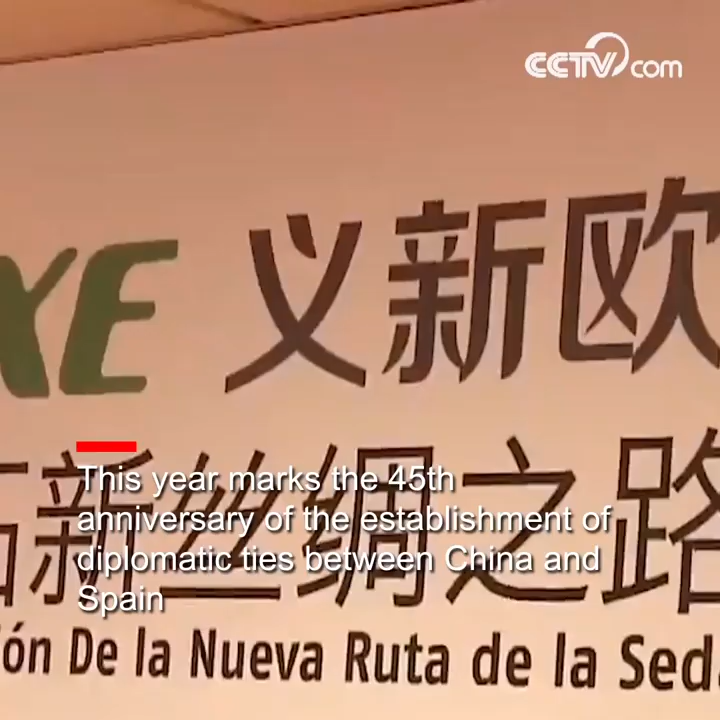 CCTV.com
XE 义新欧
新丝绸之路
This year marks the 45th
anniversary of the establishment of
diplomatic ties between China and
Spain
ón De la Nueva Ruta de la Sed